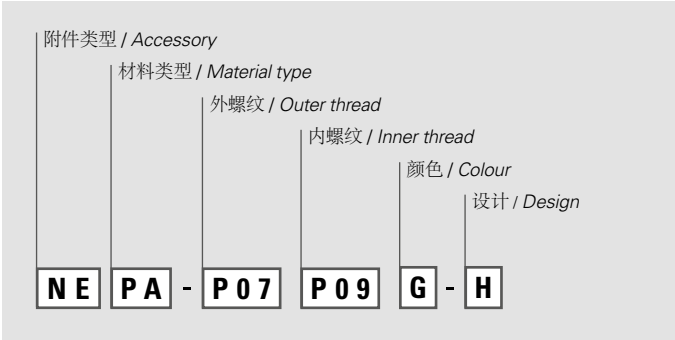 附件类型 / Accessory
材料类型 / Material type
外螺纹 / Outer thread
内螺纹 / Inner thread
颜色 / Colour
设计 / Design
NE PA - P07 P09 G - H